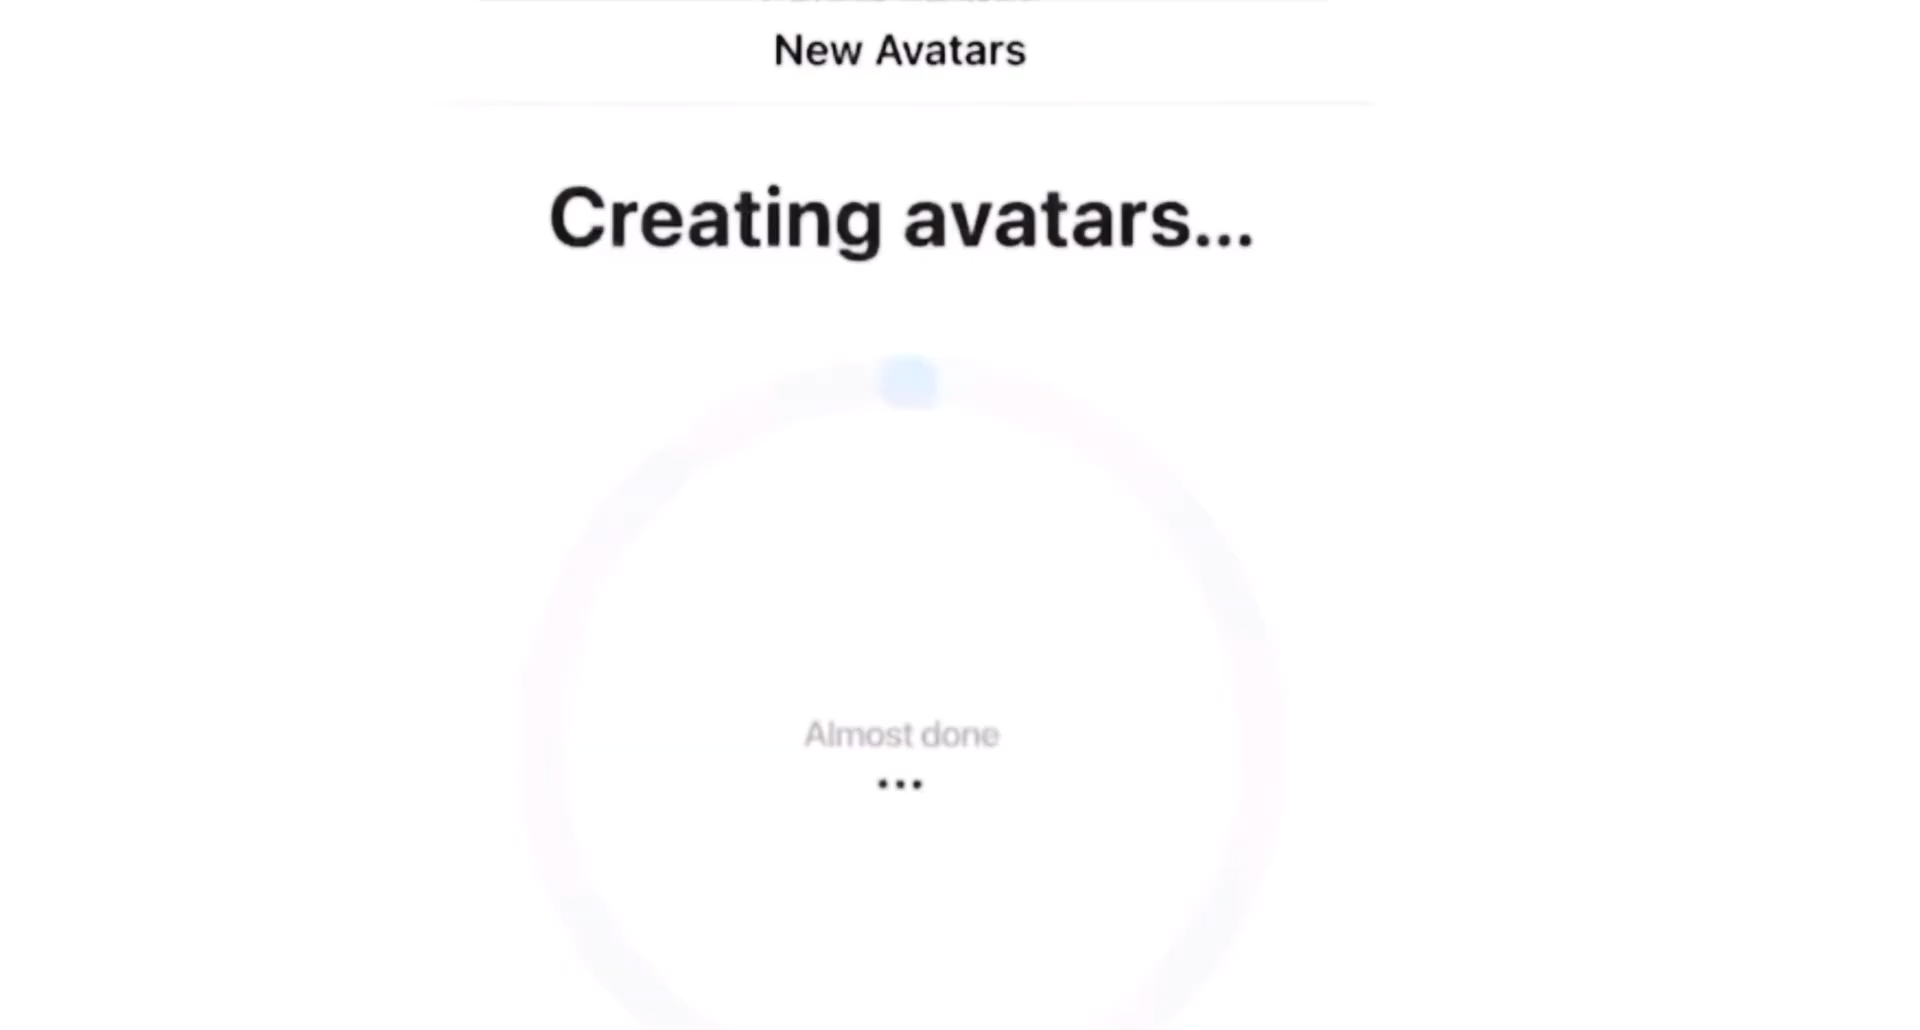 New Avatars
Creating avatars...
Almost done
...